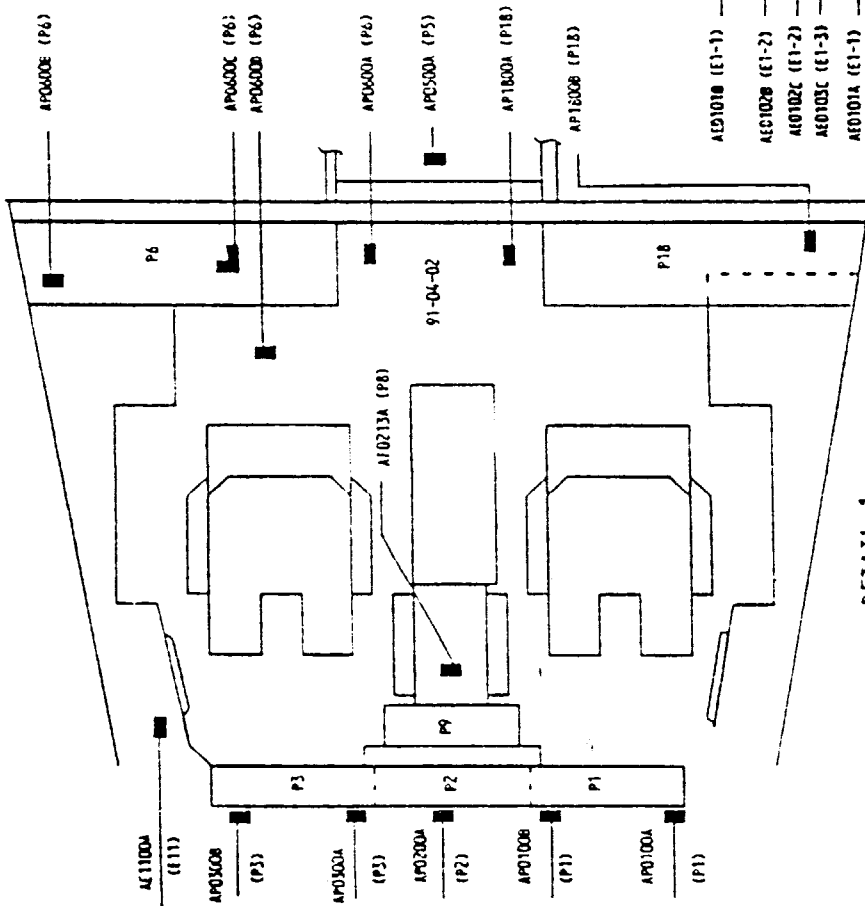 AP0100A
(P1)
AP0100B
(P1)
AP0200A
(P2)
AP0300A
(P3)
AP0300B
(P3)
AE1100A
(E11)
P1
P2
P3
P9
AF0213A (P8)
91-04-02
P18
P6
AP1800B (P18)
AP1800A (P18)
AP0500A (P5)
AP0600A (P6)
AP0600D (P6)
AP0600C (P6)
AP0600B (P6)
AE0101B (E1-1)
AE0102B (E1-2)
AE0102C (E1-2)
AE0103C (E1-3)
AE0101A (E1-1)